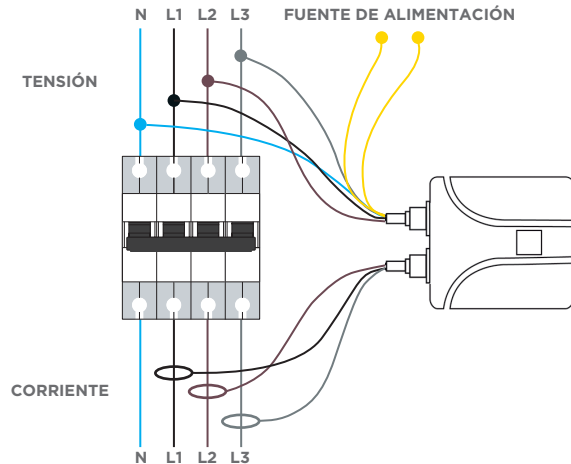 N L1 L2 L3 FUENTE DE ALIMENTACIÓN
TENSIÓN
CORRIENTE
N L1 L2 L3